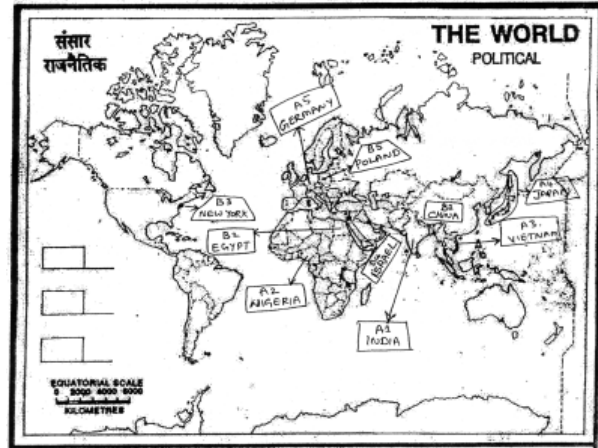 संसार
राजनैतिक
THE WORLD
POLITICAL
A5
GERMANY
B5
POLAND
B3
NEW YORK
B2
CHINA
A4
JAPAN
A3.
VIETNAM
B1
EGYPT
ISRAEL
A2
NIGERIA
A1
INDIA
EQUATORIAL SCALE
0 2000 4000 6000
KILOMETRES